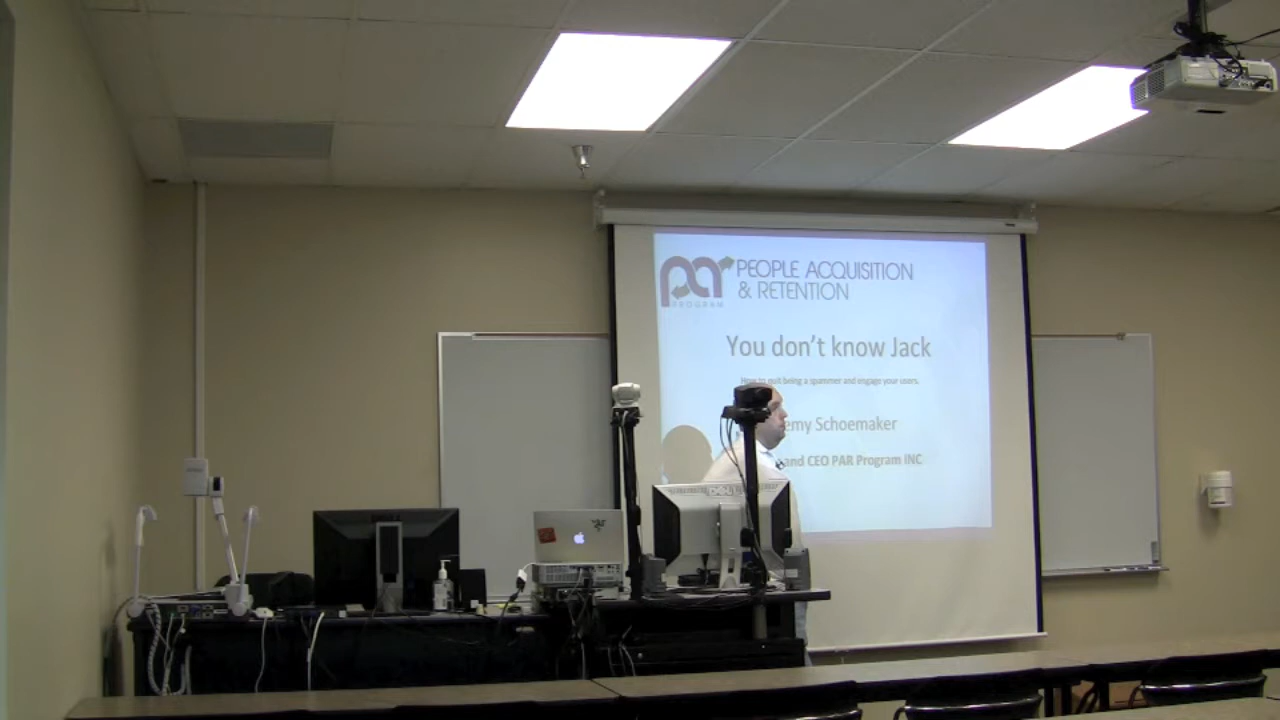 par PEOPLE ACQUISITION
& RETENTION
PROGRAM
You don't know Jack
How to quit being a spammer and engage your users.
emy Schoemaker
and CEO PAR Program INC
DELL